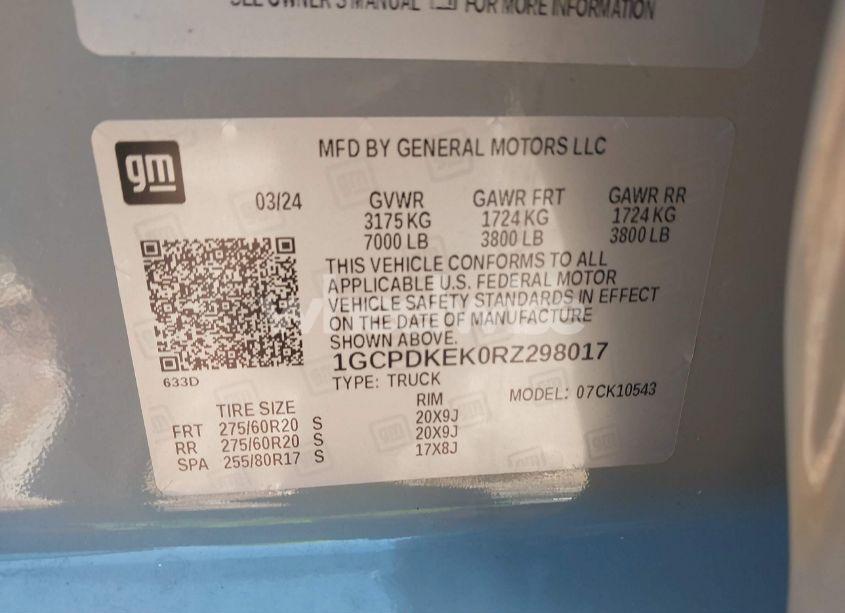 SEE OWNER'S MANUAL FOR MORE INFORMATION
gm
MFD BY GENERAL MOTORS LLC
03/24 GVWR GAWR FRT GAWR RR
3175 KG 1724 KG 1724 KG
7000 LB 3800 LB 3800 LB
THIS VEHICLE CONFORMS TO ALL
APPLICABLE U.S. FEDERAL MOTOR
VEHICLE SAFETY STANDARDS IN EFFECT
ON THE DATE OF MANUFACTURE
SHOWN ABOVE.
1GCPDKEK0RZ298017
633D
TYPE: TRUCK MODEL: 07CK10543
TIRE SIZE RIM
FRT 275/60R20 S 20X9J
RR 275/60R20 S 20X9J
SPA 255/80R17 S 17X8J